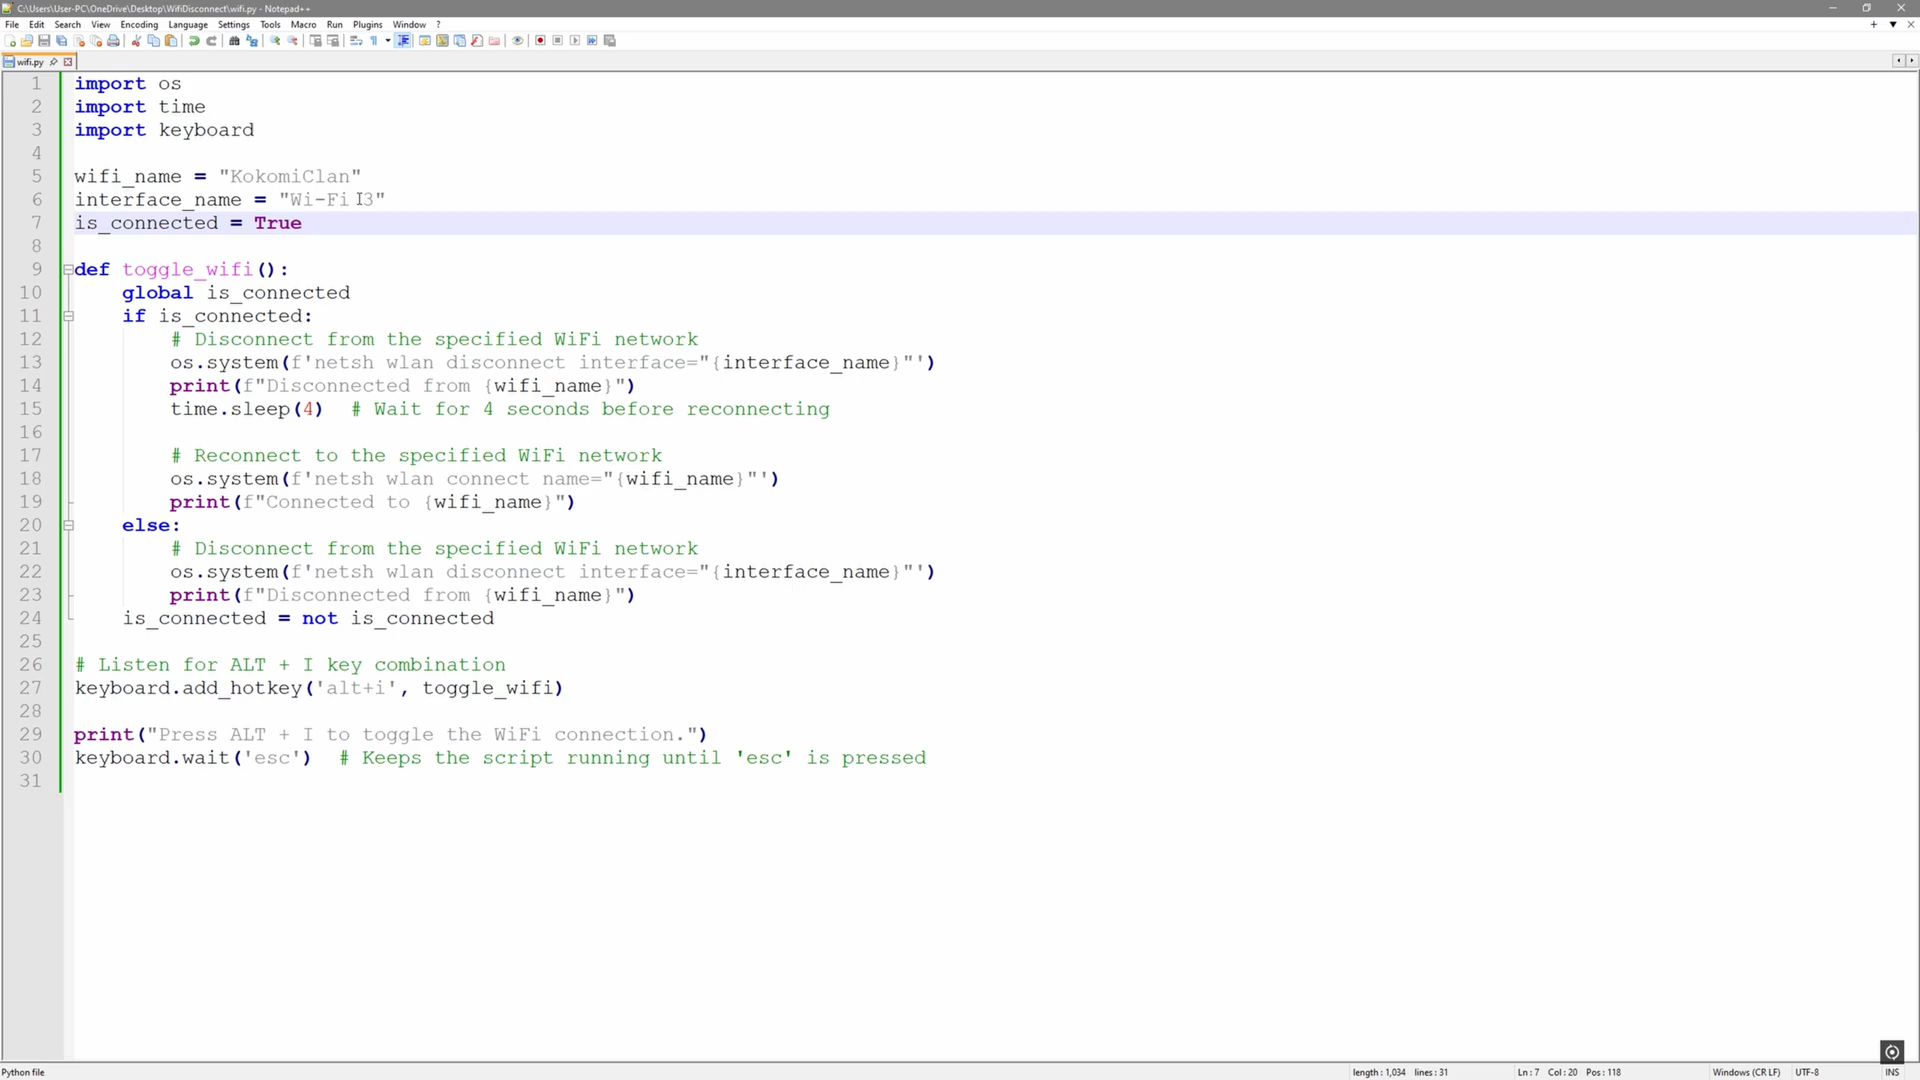 C:\Users\User-PC\OneDrive\Desktop\WifiDisconnect\wifi.py - Notepad++
File Edit Search View Encoding Language Settings Tools Macro Run Plugins Window ?
wifi.py
1 import os
2 import time
3 import keyboard
4
5 wifi_name = "KokomiClan"
6 interface_name = "Wi-Fi 3"
7 is_connected = True
8
9 def toggle_wifi():
10 global is_connected
11 if is_connected:
12 # Disconnect from the specified WiFi network
13 os.system(f'netsh wlan disconnect interface="{interface_name}"')
14 print(f"Disconnected from {wifi_name}")
15 time.sleep(4) # Wait for 4 seconds before reconnecting
16
17 # Reconnect to the specified WiFi network
18 os.system(f'netsh wlan connect name="{wifi_name}"')
19 print(f"Connected to {wifi_name}")
20 else:
21 # Disconnect from the specified WiFi network
22 os.system(f'netsh wlan disconnect interface="{interface_name}"')
23 print(f"Disconnected from {wifi_name}")
24 is_connected = not is_connected
25
26 # Listen for ALT + I key combination
27 keyboard.add_hotkey('alt+i', toggle_wifi)
28
29 print("Press ALT + I to toggle the WiFi connection.")
30 keyboard.wait('esc') # Keeps the script running until 'esc' is pressed
31
Python file length : 1,034 lines : 31 Ln : 7 Col : 20 Pos : 118 Windows (CR LF) UTF-8 INS